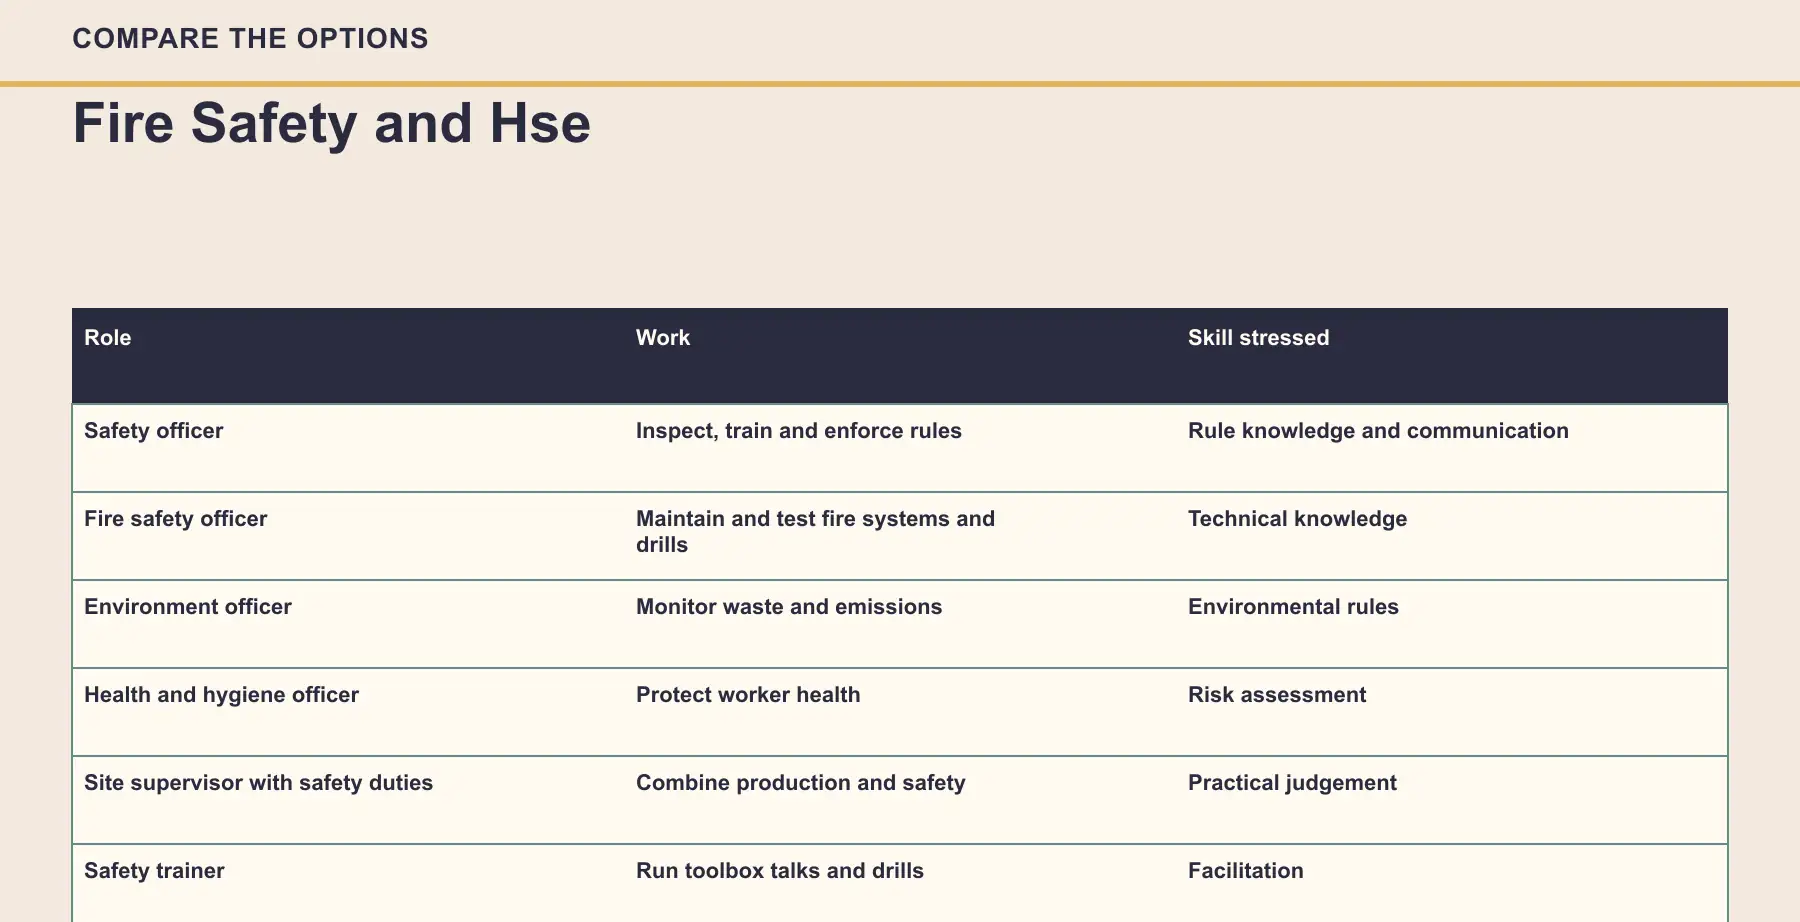 COMPARE THE OPTIONS
Fire Safety and Hse
Role Work Skill stressed
Safety officer Inspect, train and enforce rules Rule knowledge and communication
Fire safety officer Maintain and test fire systems and drills Technical knowledge
Environment officer Monitor waste and emissions Environmental rules
Health and hygiene officer Protect worker health Risk assessment
Site supervisor with safety duties Combine production and safety Practical judgement
Safety trainer Run toolbox talks and drills Facilitation